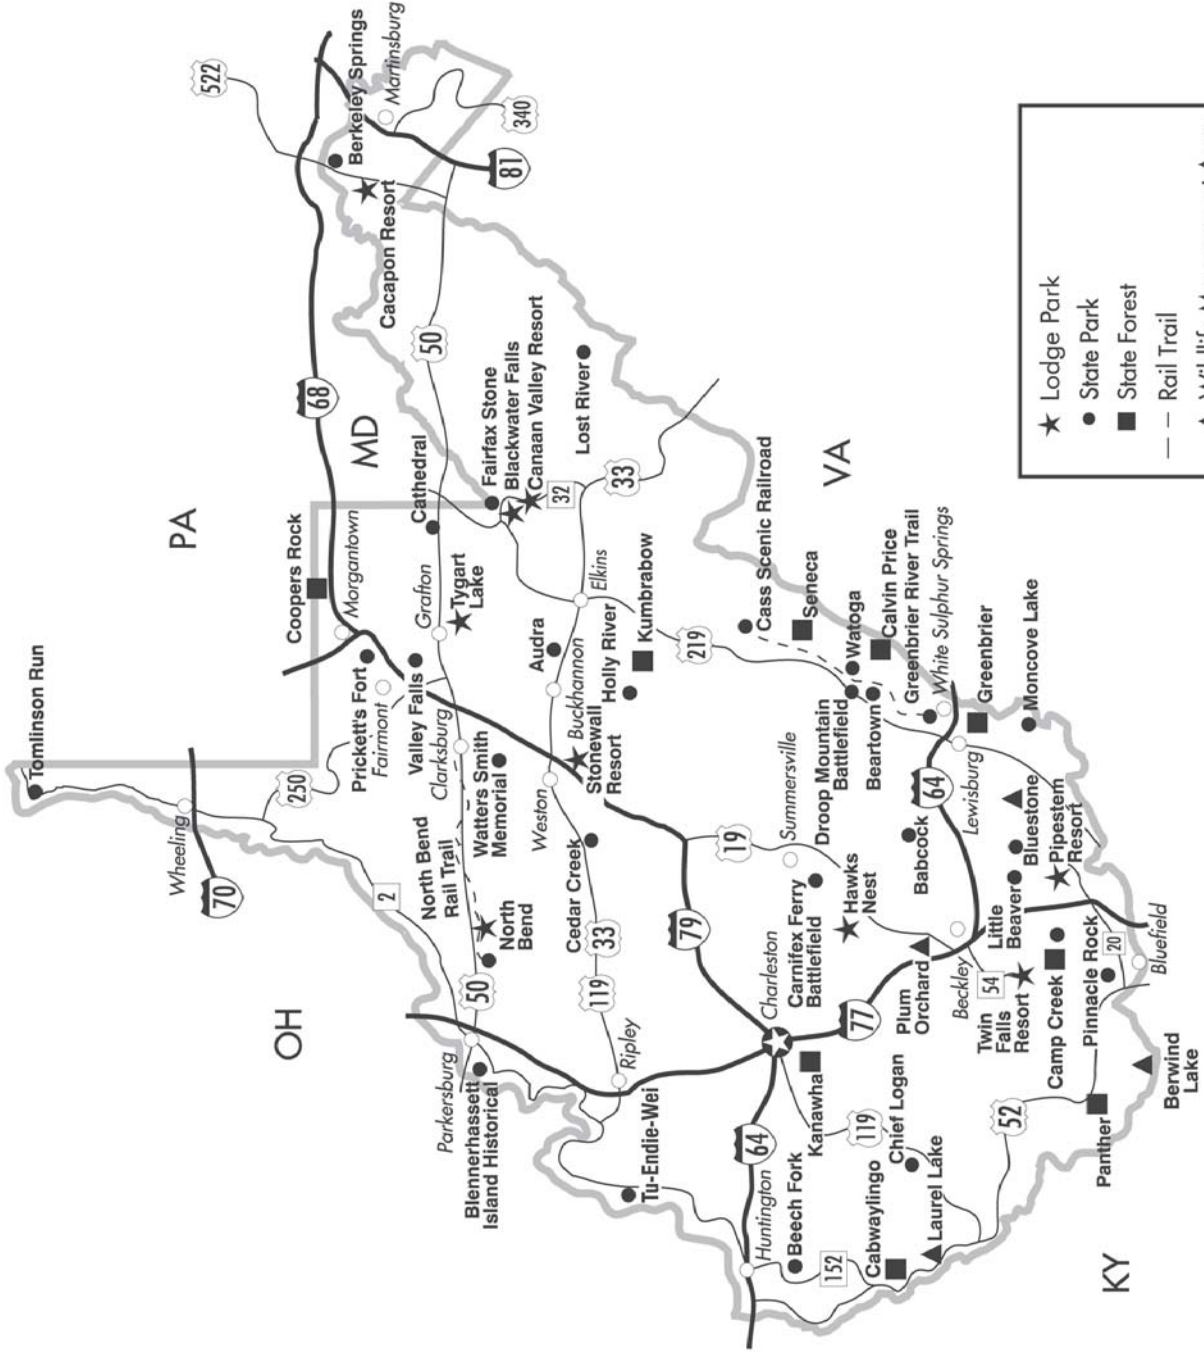 Tomlinson Run
Wheeling
70
250
2
PA
OH
MD
VA
KY
522
68
Berkeley Springs
Martinsburg
340
81
Cacapon Resort
50
Coopers Rock
Morgantown
Prickett's Fort
Fairmont
Valley Falls
Clarksburg
Grafton
Tygart
Lake
Cathedral
Fairfax Stone
Blackwater Falls
Canaan Valley Resort
32
33
Lost River
North Bend
Rail Trail
Watters Smith
Memorial
North
Bend
50
Parkersburg
Blennerhassett
Island Historical
Weston
Cedar Creek
33
119
Ripley
Stonewall
Resort
Buckhannon
Audra
Elkins
Holly River
Kumbrabow
219
Cass Scenic Railroad
Seneca
Watoga
Calvin Price
Greenbrier River Trail
White Sulphur Springs
Greenbrier
Moncove Lake
Droop Mountain
Battlefield
Beartown
64
Lewisburg
Summersville
19
79
Carnifex Ferry
Battlefield
Hawks
Nest
Babcock
Charleston
77
Plum
Orchard
Beckley
54
Twin
Falls
Resort
Little
Beaver
Bluestone
Pipestem
Resort
Camp Creek
Pinnacle Rock
20
Bluefield
Berwind
Lake
Panther
52
Tu-Endie-Wei
64
Huntington
Beech Fork
Kanawha
119
Chief Logan
152
Cabwaylingo
Laurel Lake
Lodge Park
State Park
State Forest
Rail Trail